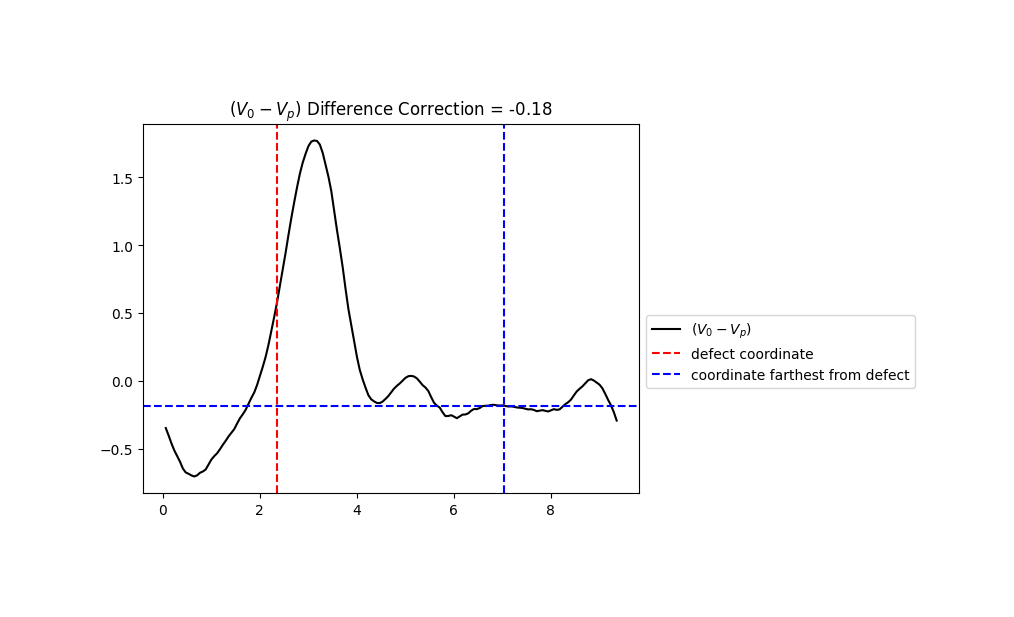 (V₀ − Vₚ) Difference Correction = -0.18
1.5
1.0
0.5
0.0
−0.5
0 2 4 6 8
(V₀ − Vₚ)
defect coordinate
coordinate farthest from defect